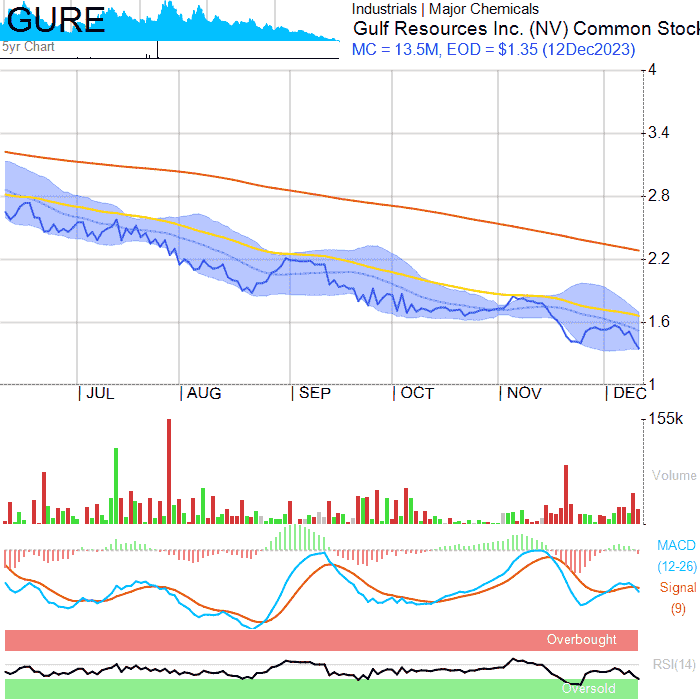 GURE
5yr Chart
Industrials | Major Chemicals
Gulf Resources Inc. (NV) Common Stoc
MC = 13.5M, EOD = $1.35 (12Dec2023)
4
3.4
2.8
2.2
1.6
1
JUL AUG SEP OCT NOV DEC
155k
Volume
MACD
(12-26)
Signal
(9)
Overbought
RSI(14)
Oversold